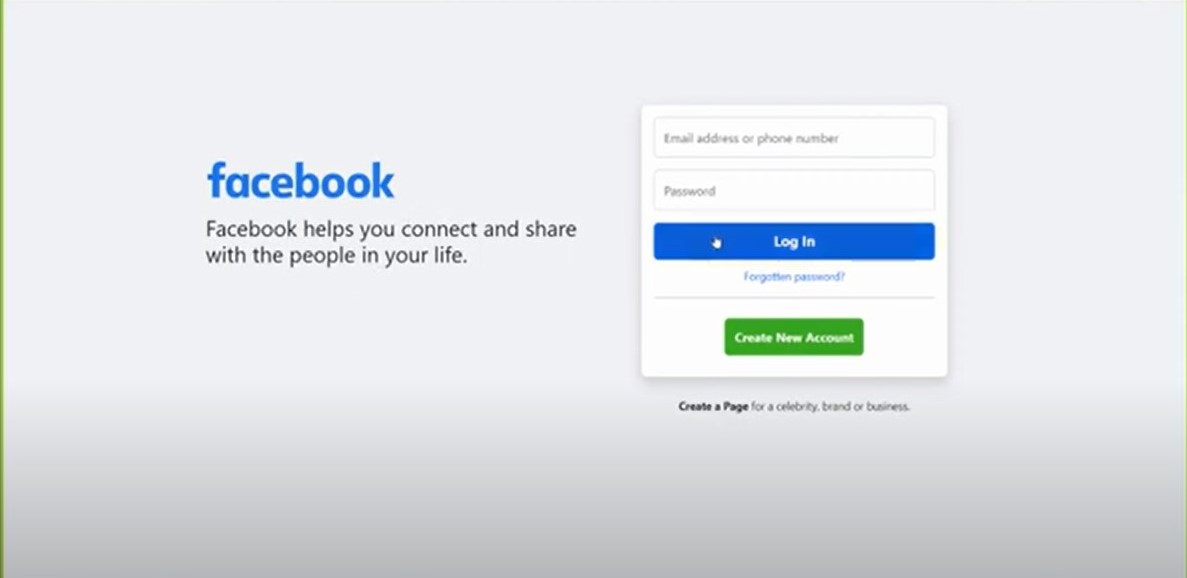 facebook
Facebook helps you connect and share
with the people in your life.
Email address or phone number
Password
Log In
Forgotten password?
Create New Account
Create a Page for a celebrity, brand or business.